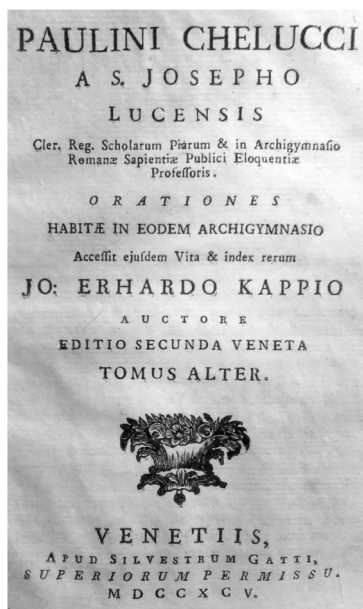 PAULINI CHELUCCI
A S. JOSEPHO
LUCENSIS
Cler. Reg. Scholarum Piarum & in Archigymnasio
Romanæ Sapientiæ Publici Eloquentiæ
Professoris.
ORATIONES
HABITÆ IN EODEM ARCHIGYMNASIO
Accessit ejusdem Vita & index rerum
JO: ERHARDO KAPPIO
AUCTORE
EDITIO SECUNDA VENETA
TOMUS ALTER.
VENETIIS,
APUD SILVESTRUM GATTI,
SUPERIORUM PERMISSU.
MDCCXCV.